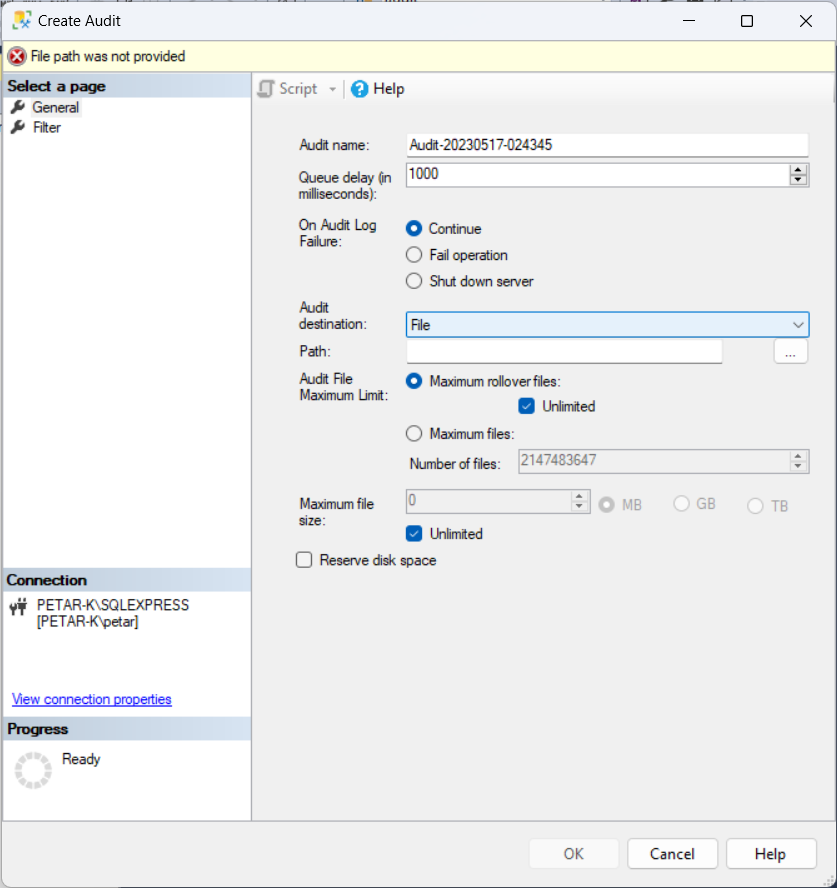 Create Audit
File path was not provided
Select a page
General
Filter
Script
Help
Audit name:
Audit-20230517-024345
Queue delay (in
milliseconds):
1000
On Audit Log
Failure:
Continue
Fail operation
Shut down server
Audit
destination:
File
Path:
...
Audit File
Maximum Limit:
Maximum rollover files:
Unlimited
Maximum files:
Number of files:
2147483647
Maximum file
size:
0
MB
GB
TB
Unlimited
Reserve disk space
Connection
PETAR-K\SQLEXPRESS
[PETAR-K\petar]
View connection properties
Progress
Ready
OK
Cancel
Help